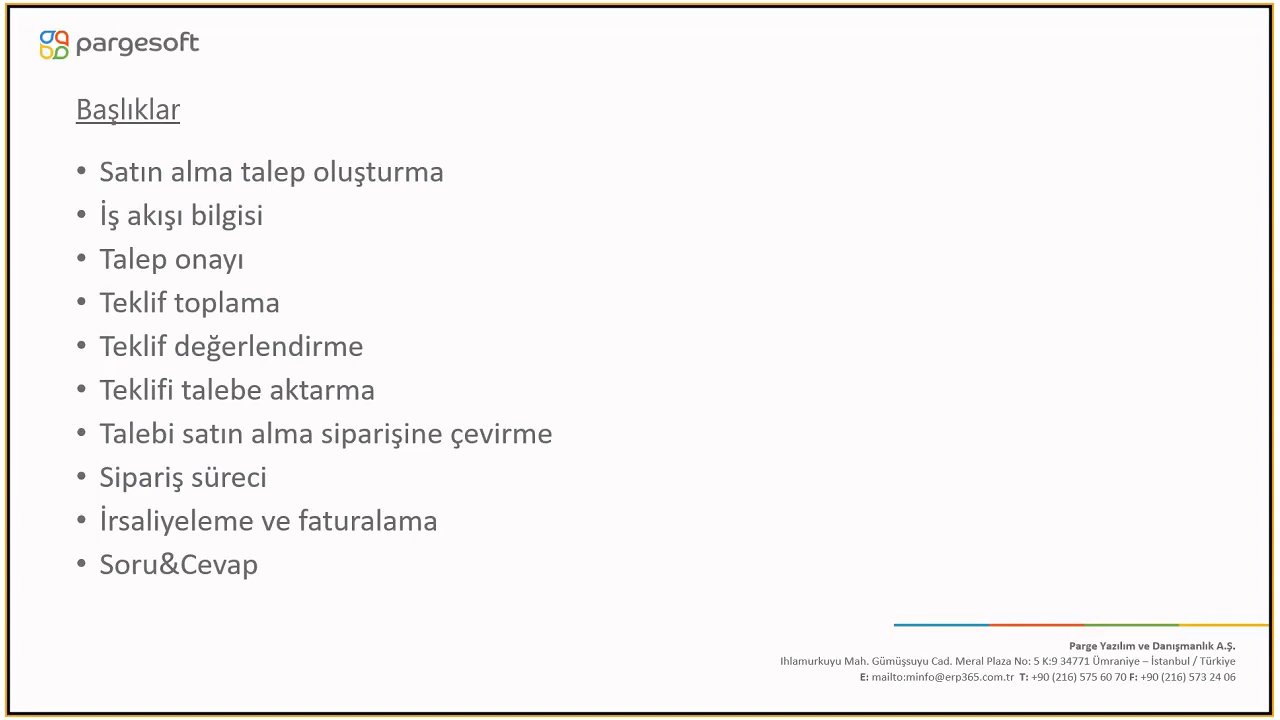 pargesoft
Başlıklar
• Satın alma talep oluşturma
• İş akışı bilgisi
• Talep onayı
• Teklif toplama
• Teklif değerlendirme
• Teklifi talebe aktarma
• Talebi satın alma siparişine çevirme
• Sipariş süreci
• İrsaliyeleme ve faturalama
• Soru&Cevap
Parge Yazılım ve Danışmanlık A.Ş.
Ihlamurkuyu Mah. Gümüşsuyu Cad. Meral Plaza No: 5 K:9 34771 Ümraniye – İstanbul / Türkiye
E: mailto:minfo@erp365.com.tr T: +90 (216) 575 60 70 F: +90 (216) 573 24 06